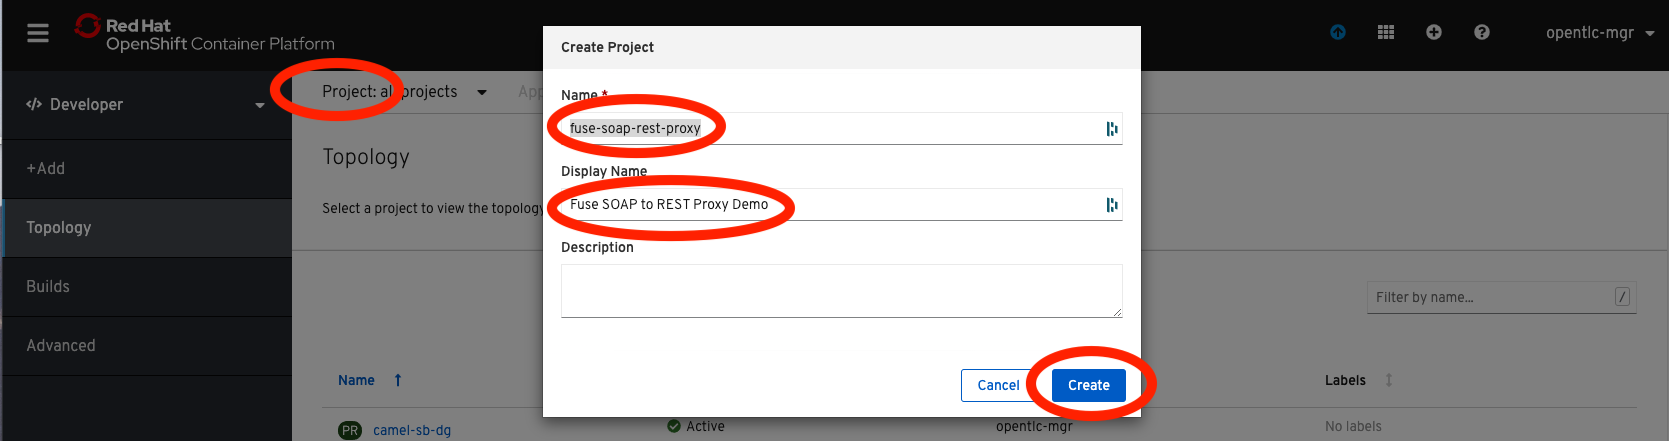 Red Hat
OpenShift Container Platform
opentlc-mgr
Developer
Project: all projects
+Add
Topology
Builds
Advanced
Topology
Select a project to view the topology
Create Project
Name *
fuse-soap-rest-proxy
Display Name
Fuse SOAP to REST Proxy Demo
Description
Cancel
Create
Filter by name...
/
Name
Labels
PR
camel-sb-dg
Active
opentlc-mgr
No labels